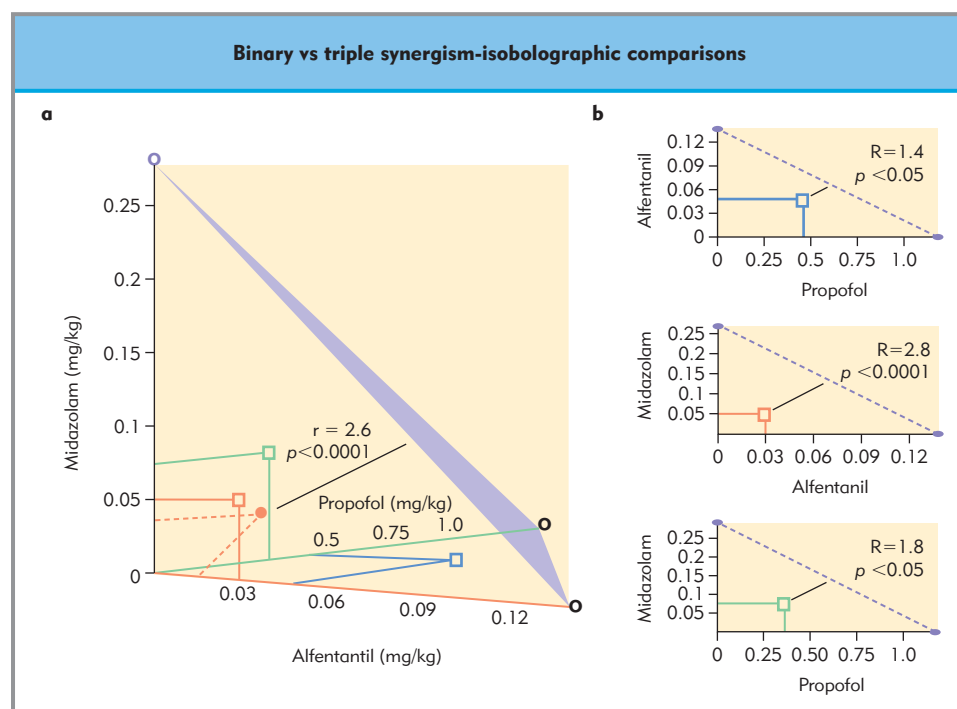 Binary vs triple synergism-isobolographic comparisons
a
Midazolam (mg/kg)
0.25
0.2
0.15
0.1
0.05
0
r = 2.6
p<0.0001
Propofol (mg/kg)
0.5
0.75
1.0
0.03
0.06
0.09
0.12
Alfentantil (mg/kg)
b
Alfentanil
0.12
0.09
0.06
0.03
0
R=1.4
p <0.05
0 0.25 0.5 0.75 1.0
Propofol
Midazolam
0.25
0.2
0.15
0.1
0.05
R=2.8
p <0.0001
0 0.03 0.06 0.09 0.12
Alfentanil
Midazolam
0.25
0.2
0.15
0.1
0.05
R=1.8
p <0.05
0 0.25 0.50 0.75 1.0
Propofol